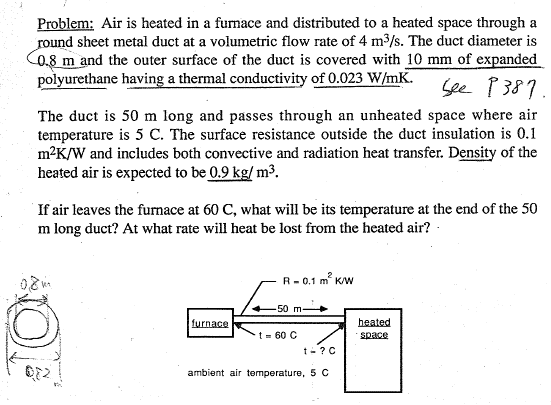 Problem: Air is heated in a furnace and distributed to a heated space through a
round sheet metal duct at a volumetric flow rate of 4 m³/s. The duct diameter is
0.8 m and the outer surface of the duct is covered with 10 mm of expanded
polyurethane having a thermal conductivity of 0.023 W/mK.
See P 387
The duct is 50 m long and passes through an unheated space where air
temperature is 5 C. The surface resistance outside the duct insulation is 0.1
m²K/W and includes both convective and radiation heat transfer. Density of the
heated air is expected to be 0.9 kg/ m³.
If air leaves the furnace at 60 C, what will be its temperature at the end of the 50
m long duct? At what rate will heat be lost from the heated air?
0.8 m
R = 0.1 m² K/W
50 m
furnace
heated
space
t = 60 C
t = ? C
0.82
m
ambient air temperature, 5 C